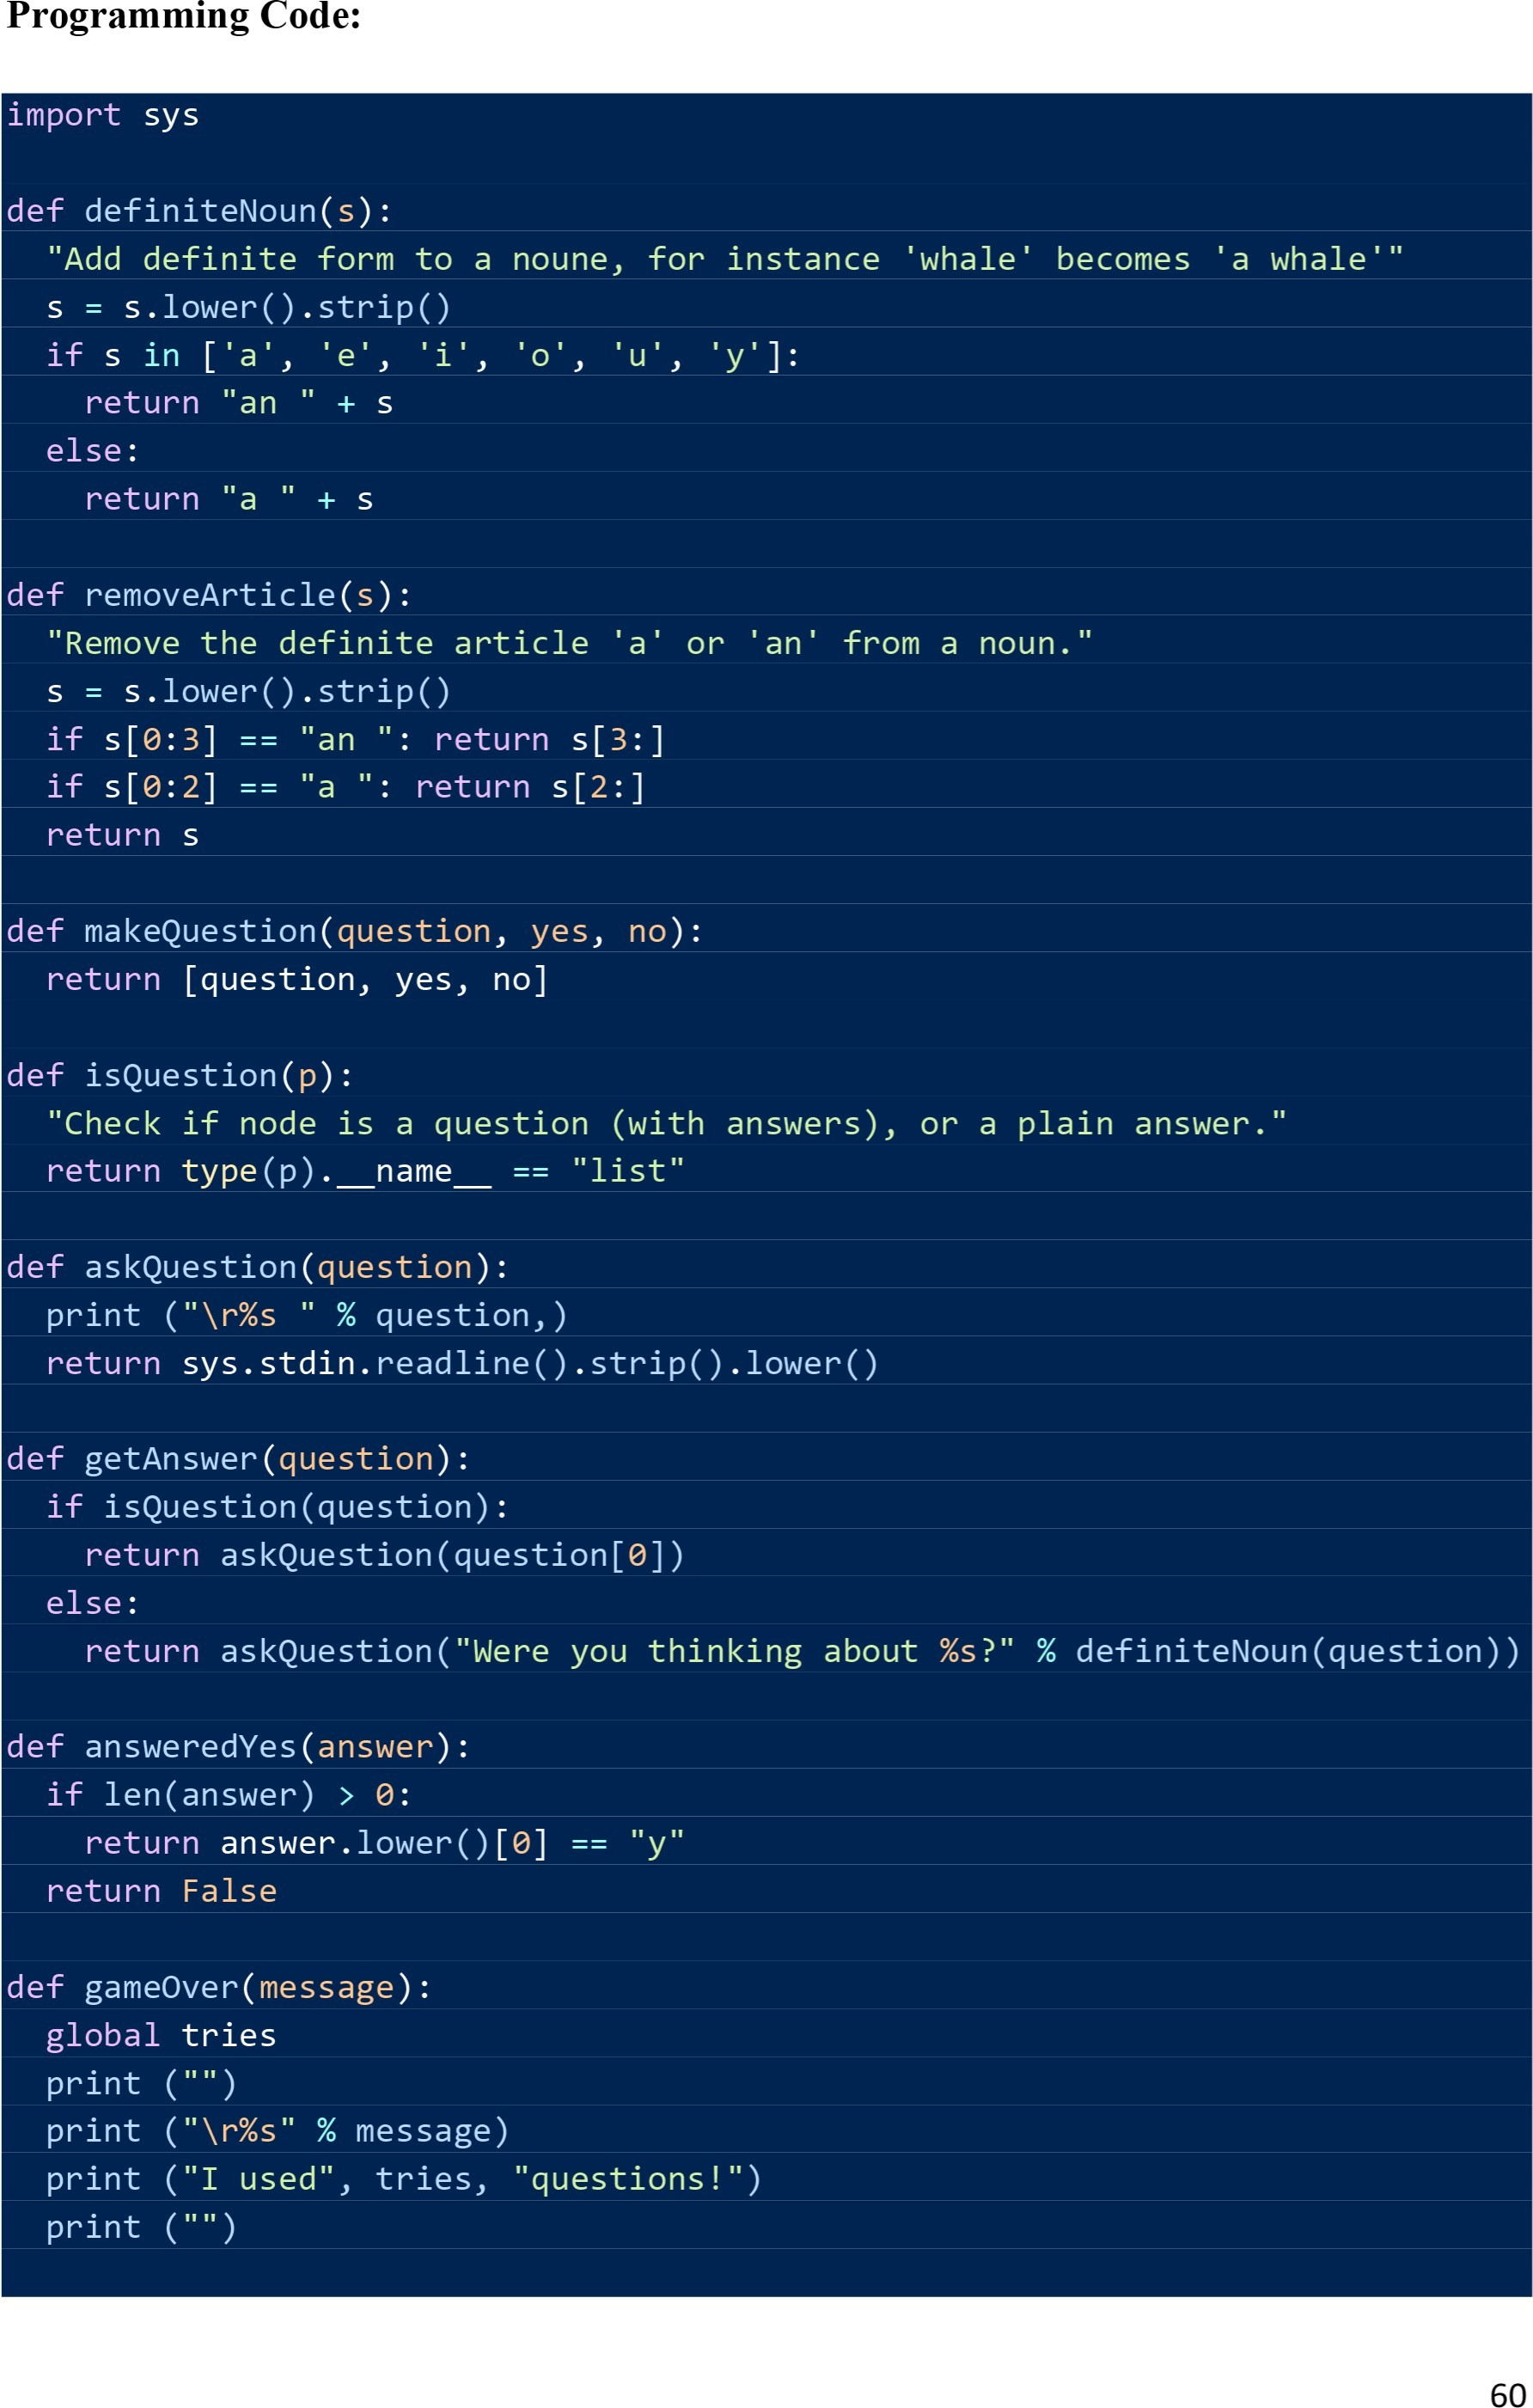 Programming Code:
import sys
def definiteNoun(s):
  "Add definite form to a noune, for instance 'whale' becomes 'a whale'"
  s = s.lower().strip()
  if s in ['a', 'e', 'i', 'o', 'u', 'y']:
    return "an " + s
  else:
    return "a " + s
def removeArticle(s):
  "Remove the definite article 'a' or 'an' from a noun."
  s = s.lower().strip()
  if s[0:3] == "an ": return s[3:]
  if s[0:2] == "a ": return s[2:]
  return s
def makeQuestion(question, yes, no):
  return [question, yes, no]
def isQuestion(p):
  "Check if node is a question (with answers), or a plain answer."
  return type(p).__name__ == "list"
def askQuestion(question):
  print ("\r%s " % question,)
  return sys.stdin.readline().strip().lower()
def getAnswer(question):
  if isQuestion(question):
    return askQuestion(question[0])
  else:
    return askQuestion("Were you thinking about %s?" % definiteNoun(question))
def answeredYes(answer):
  if len(answer) > 0:
    return answer.lower()[0] == "y"
  return False
def gameOver(message):
  global tries
  print ("")
  print ("\r%s" % message)
  print ("I used", tries, "questions!")
  print ("")
60